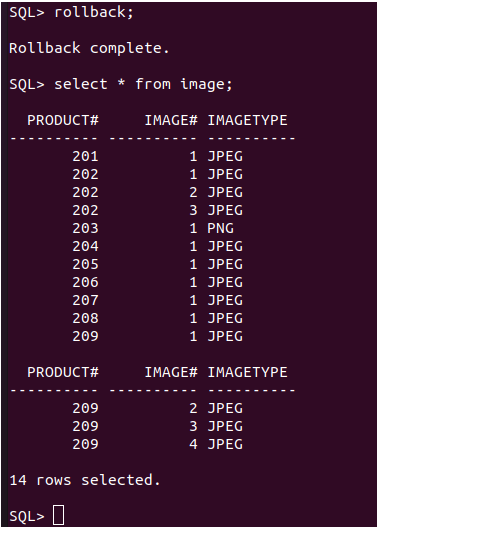 SQL> rollback;
Rollback complete.
SQL> select * from image;
  PRODUCT#     IMAGE# IMAGETYPE
---------- ---------- ----------
       201          1 JPEG
       202          1 JPEG
       202          2 JPEG
       202          3 JPEG
       203          1 PNG
       204          1 JPEG
       205          1 JPEG
       206          1 JPEG
       207          1 JPEG
       208          1 JPEG
       209          1 JPEG
  PRODUCT#     IMAGE# IMAGETYPE
---------- ---------- ----------
       209          2 JPEG
       209          3 JPEG
       209          4 JPEG
14 rows selected.
SQL>